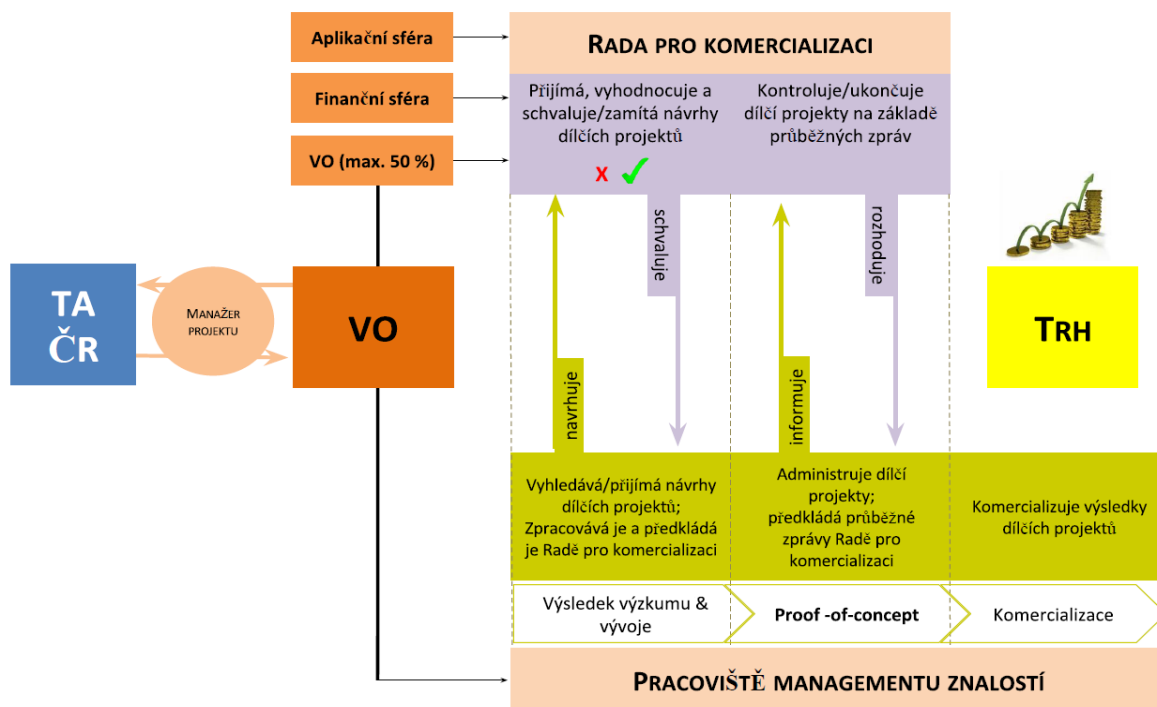 Aplikační sféra
Finanční sféra
VO (max. 50 %)
RADA PRO KOMERCIALIZACI
Přijímá, vyhodnocuje a
schvaluje/zamítá návrhy
dílčích projektů
X ✓
Kontroluje/ukončuje
dílčí projekty na základě
průběžných zpráv
schvaluje
rozhoduje
TA
ČR
MANAŽER
PROJEKTU
VO
TRH
navrhuje
informuje
Vyhledává/přijímá návrhy
dílčích projektů;
Zpracovává je a předkládá
je Radě pro komercializaci
Administruje dílčí
projekty;
předkládá průběžné
zprávy Radě pro
komercializaci
Komercializuje výsledky
dílčích projektů
Výsledek výzkumu &
vývoje
Proof -of-concept
Komercializace
PRACOVIŠTĚ MANAGEMENTU ZNALOSTÍ